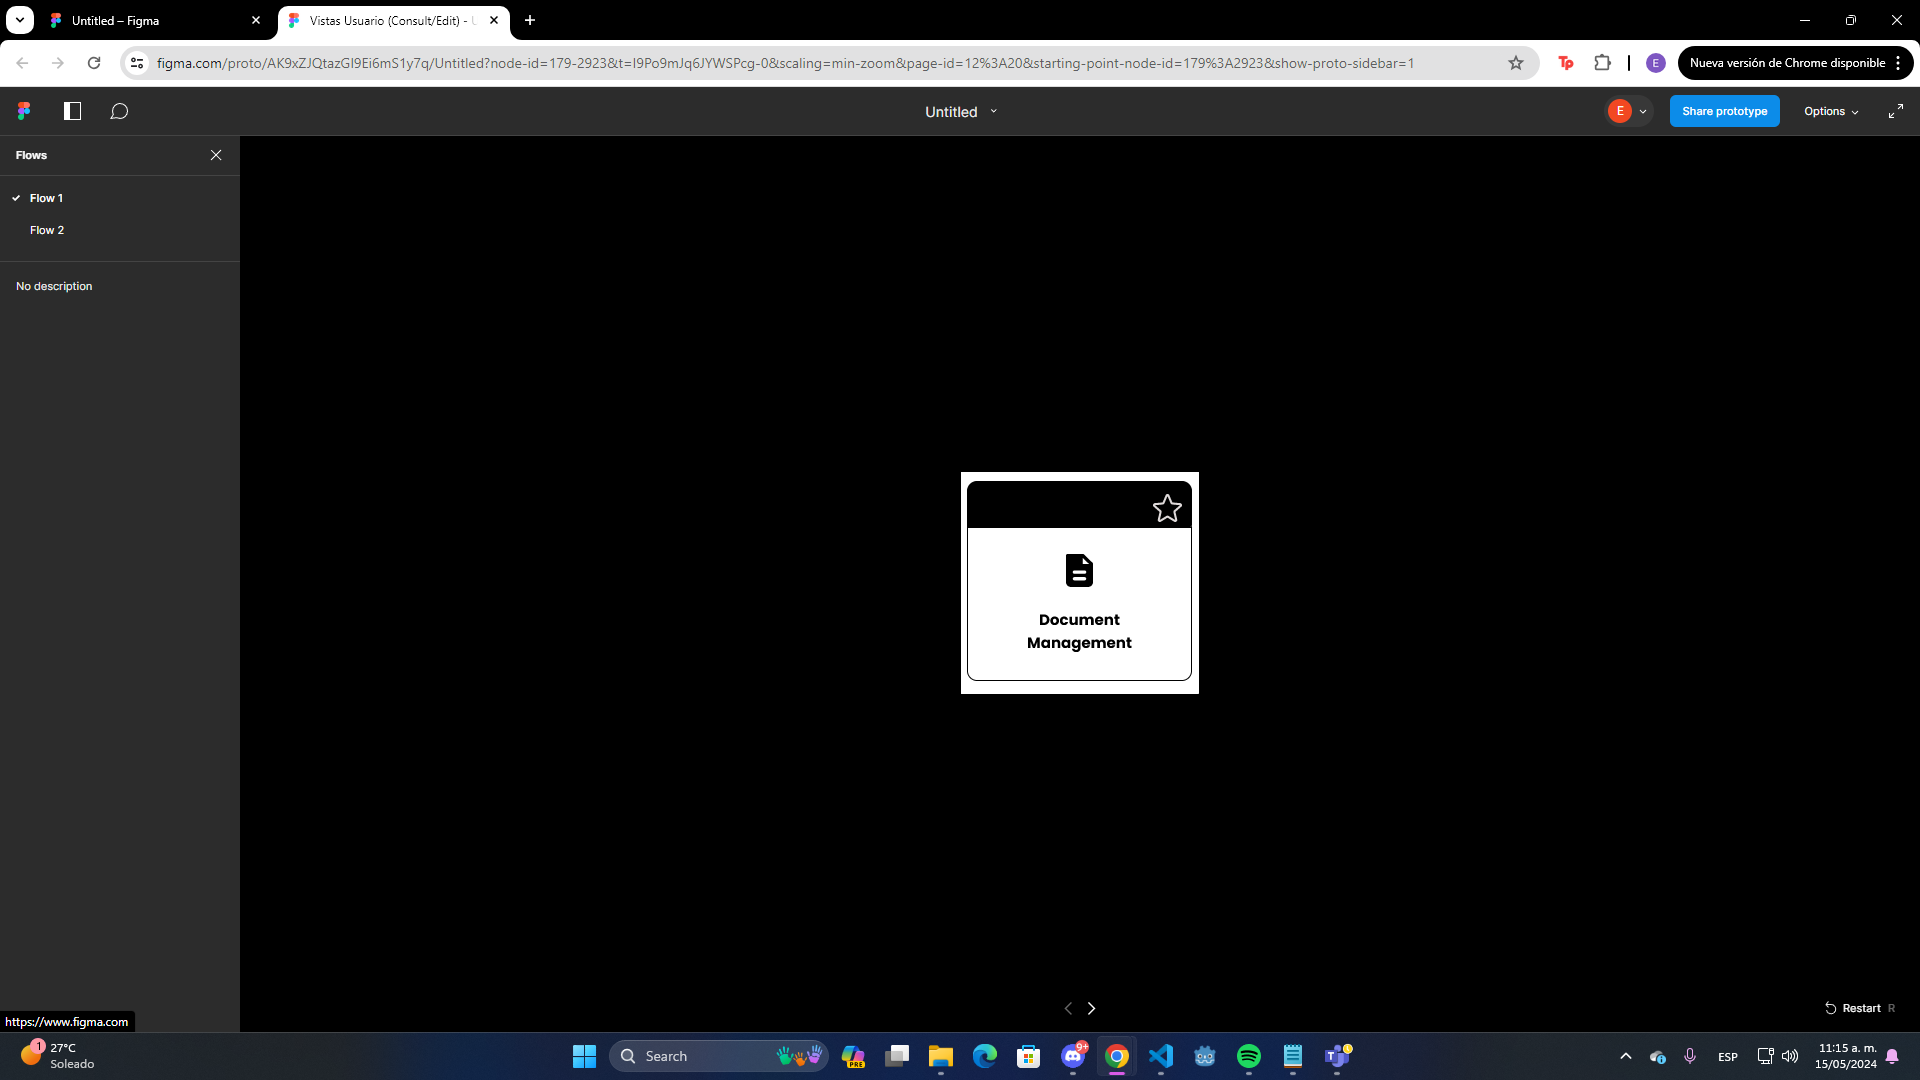 Untitled – Figma
Vistas Usuario (Consult/Edit) -
figma.com/proto/AK9xZJQtazGI9Ei6mS1y7q/Untitled?node-id=179-2923&t=I9Po9mJq6JYWSPcg-0&scaling=min-zoom&page-id=12%3A20&starting-point-node-id=179%3A2923&show-proto-sidebar=1
Tp
E
Nueva versión de Chrome disponible
Untitled
E
Share prototype
Options
Flows
Flow 1
Flow 2
No description
Document
Management
Restart R
https://www.figma.com
1
27°C
Soleado
Search
PRE
9+
ESP
11:15 a. m.
15/05/2024